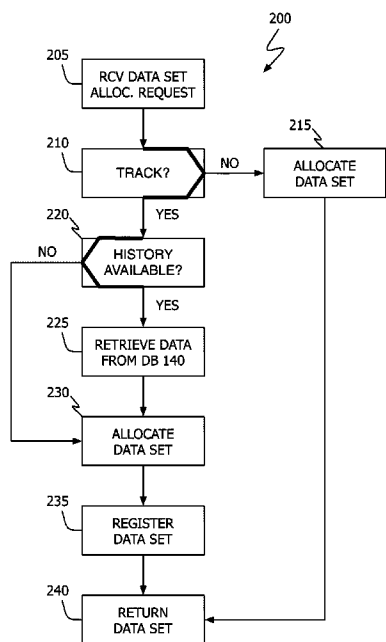 200
205
RCV DATA SET
ALLOC. REQUEST
210
TRACK?
NO
215
ALLOCATE
DATA SET
YES
220
NO
HISTORY
AVAILABLE?
YES
225
RETRIEVE DATA
FROM DB 140
230
ALLOCATE
DATA SET
235
REGISTER
DATA SET
240
RETURN
DATA SET